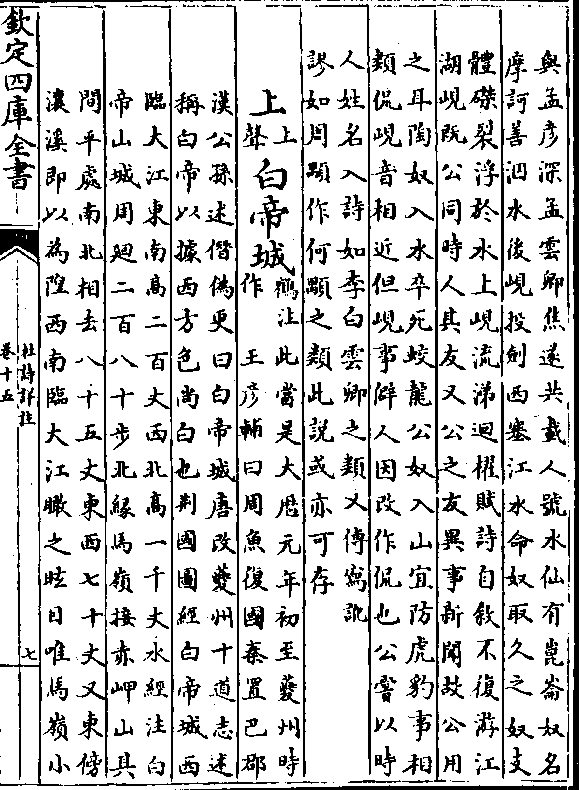 與孟彦深孟雲卿焦遂共載人號水仙有崑崙奴名
摩訶善泅水後峴投劍西塞江水命奴取久之奴支
體磔裂浮於水上峴流涕迴櫂賦詩自敘不復游江
湖峴既公同時人其友又公之友異事新聞故公用
之耳陶奴入水卒死蛟龍公奴入山宜防虎豹事相
類侃峴音相近但峴事僻人因改作侃也公嘗以時
人姓名入詩如李白雲卿之類又傳寫訛
謬如周顒作何顒之類此說或亦可存
上上聲白帝城鶴注此當是大厯元年初至夔州時
作 王彦輔曰周魚復國秦置巴郡
漢公孫述僭偽更曰白帝城唐改夔州十道志述
稱白帝以據西方色尚白也荆國圖經白帝城西
臨大江東南高二百丈西北高一千丈水經注白
帝山城周廻二百八十步北縁馬嶺接赤岬山其
間平處南北相去八十五丈東西七十丈又東傍
瀼溪即以為隍西南臨大江瞰之眩目唯馬嶺小
欽定四庫全書
杜詩詳註
卷十五
七